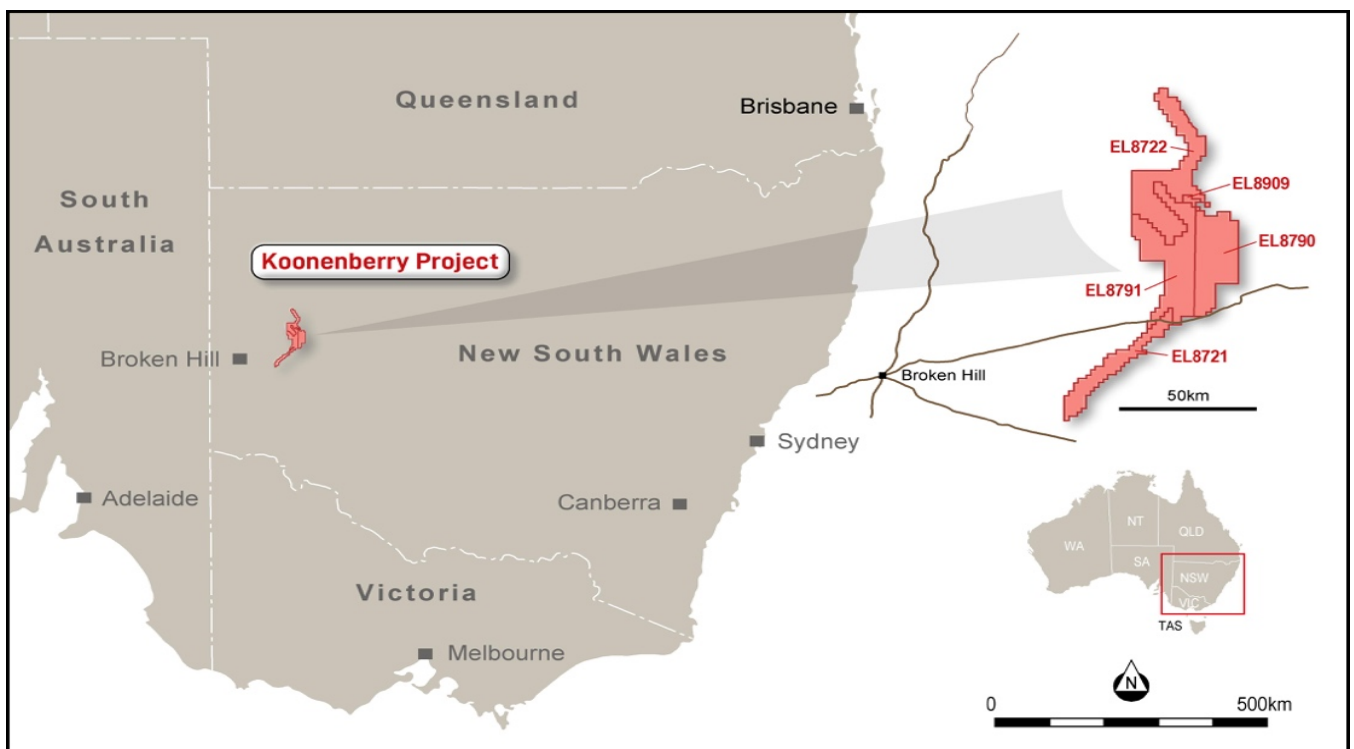 Queensland
Brisbane
South
Australia
Koonenberry Project
Broken Hill
New South Wales
Sydney
Adelaide
Canberra
Victoria
Melbourne
EL8722
EL8909
EL8790
EL8791
EL8721
Broken Hill
50km
NT
QLD
WA
SA
NSW
VIC
TAS
N
0 500km